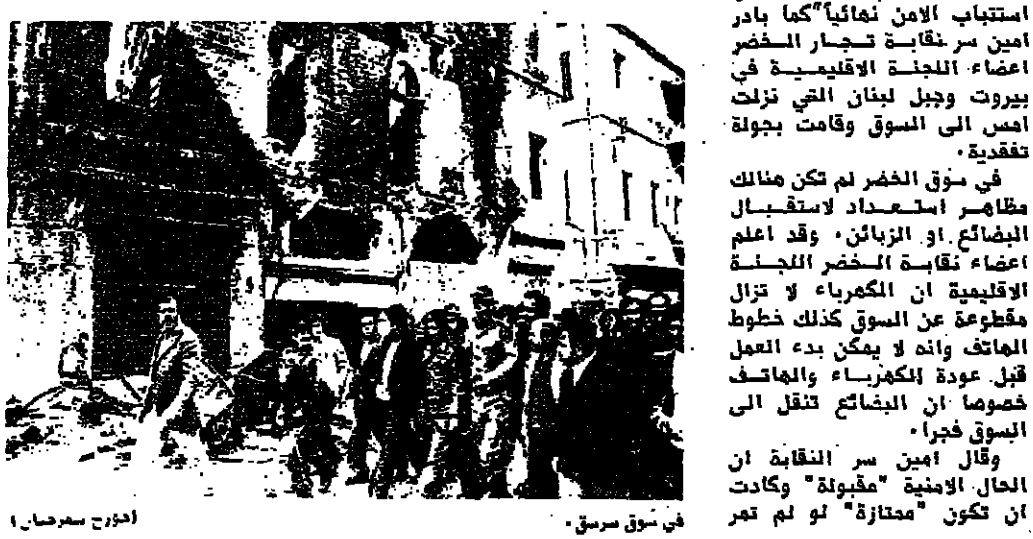 استتباب الامن نهائياً" كما بادر
امين سر نقابة تجار الخضر
اعضاء اللجنة الاقليمية في
بيروت وجبل لبنان التي نزلت
امس الى السوق وقامت بجولة
تفقدية.
في سوق الخضر لم تكن هنالك
مظاهر استعداد لاستقبال
البضائع او الزبائن. وقد اعلم
اعضاء نقابة الخضر اللجنة
الاقليمية ان الكهرباء لا تزال
مقطوعة عن السوق كذلك خطوط
الهاتف وانه لا يمكن بدء العمل
قبل عودة الكهرباء والهاتف
خصوصا ان البضائع تنقل الى
السوق فجرا.
وقال امين سر النقابة ان
الحال الامنية "مقبولة" وكادت
ان تكون "ممتازة" لو لم تمر
في سوق سرسق.
(جورج